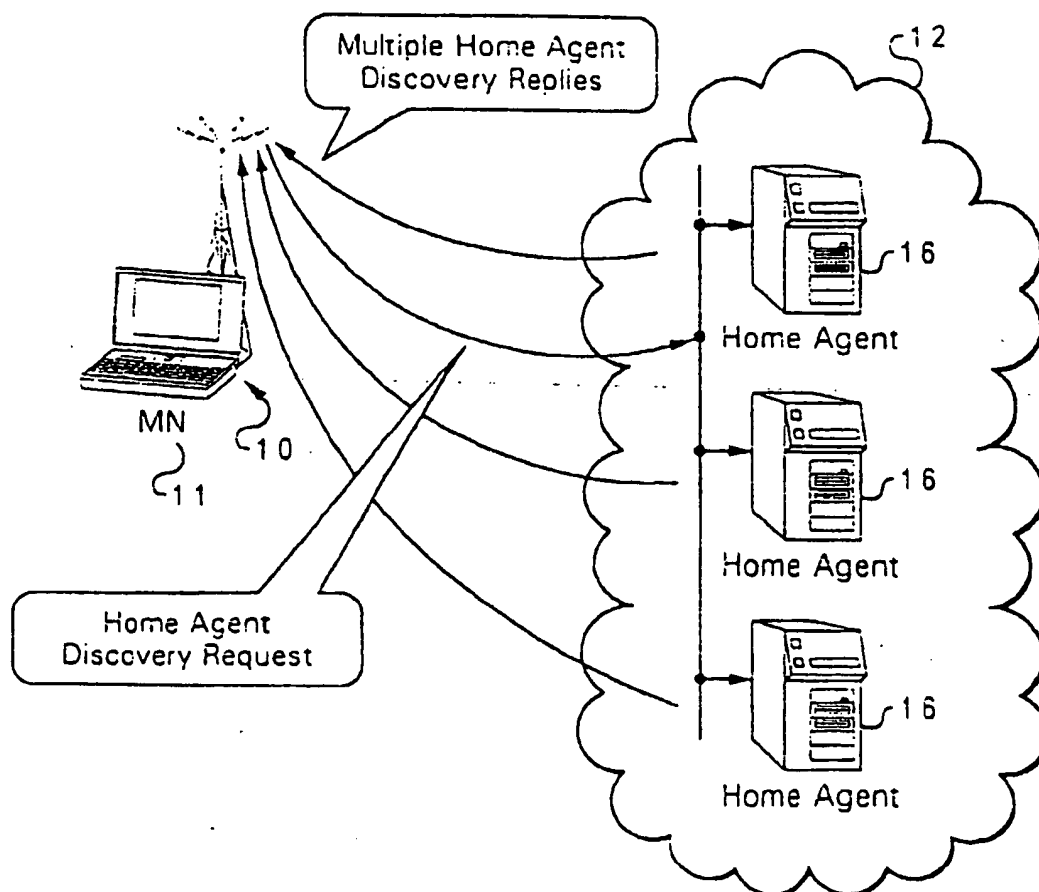 Multiple Home Agent
Discovery Replies
12
16
Home Agent
MN
10
11
16
Home Agent
Home Agent
Discovery Request
16
Home Agent